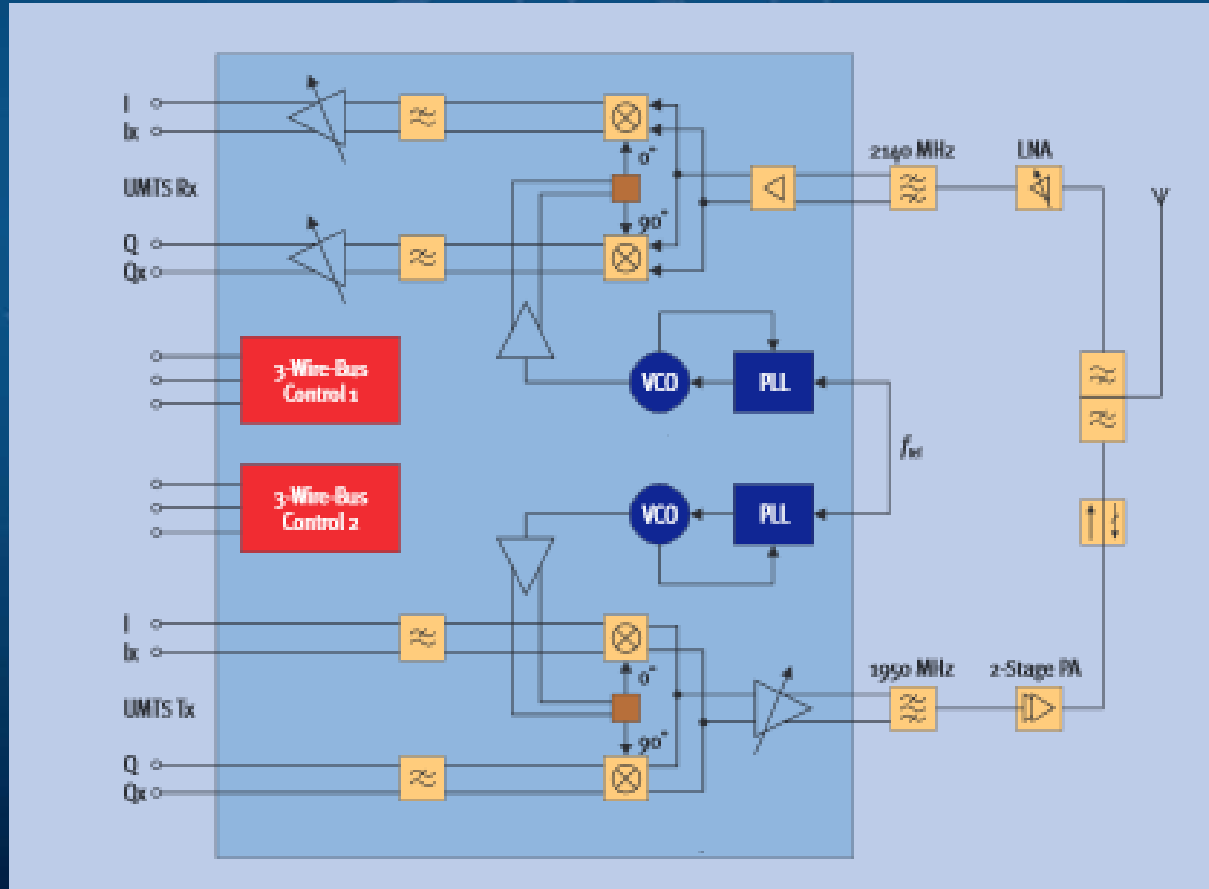 I
Ix
UMTS Rx
Q
Qx
0°
90°
2140 MHz
LNA
3-Wire-Bus
Control 1
VCO
PLL
3-Wire-Bus
Control 2
VCO
PLL
fref
I
Ix
UMTS Tx
Q
Qx
0°
90°
1950 MHz
2-Stage PA